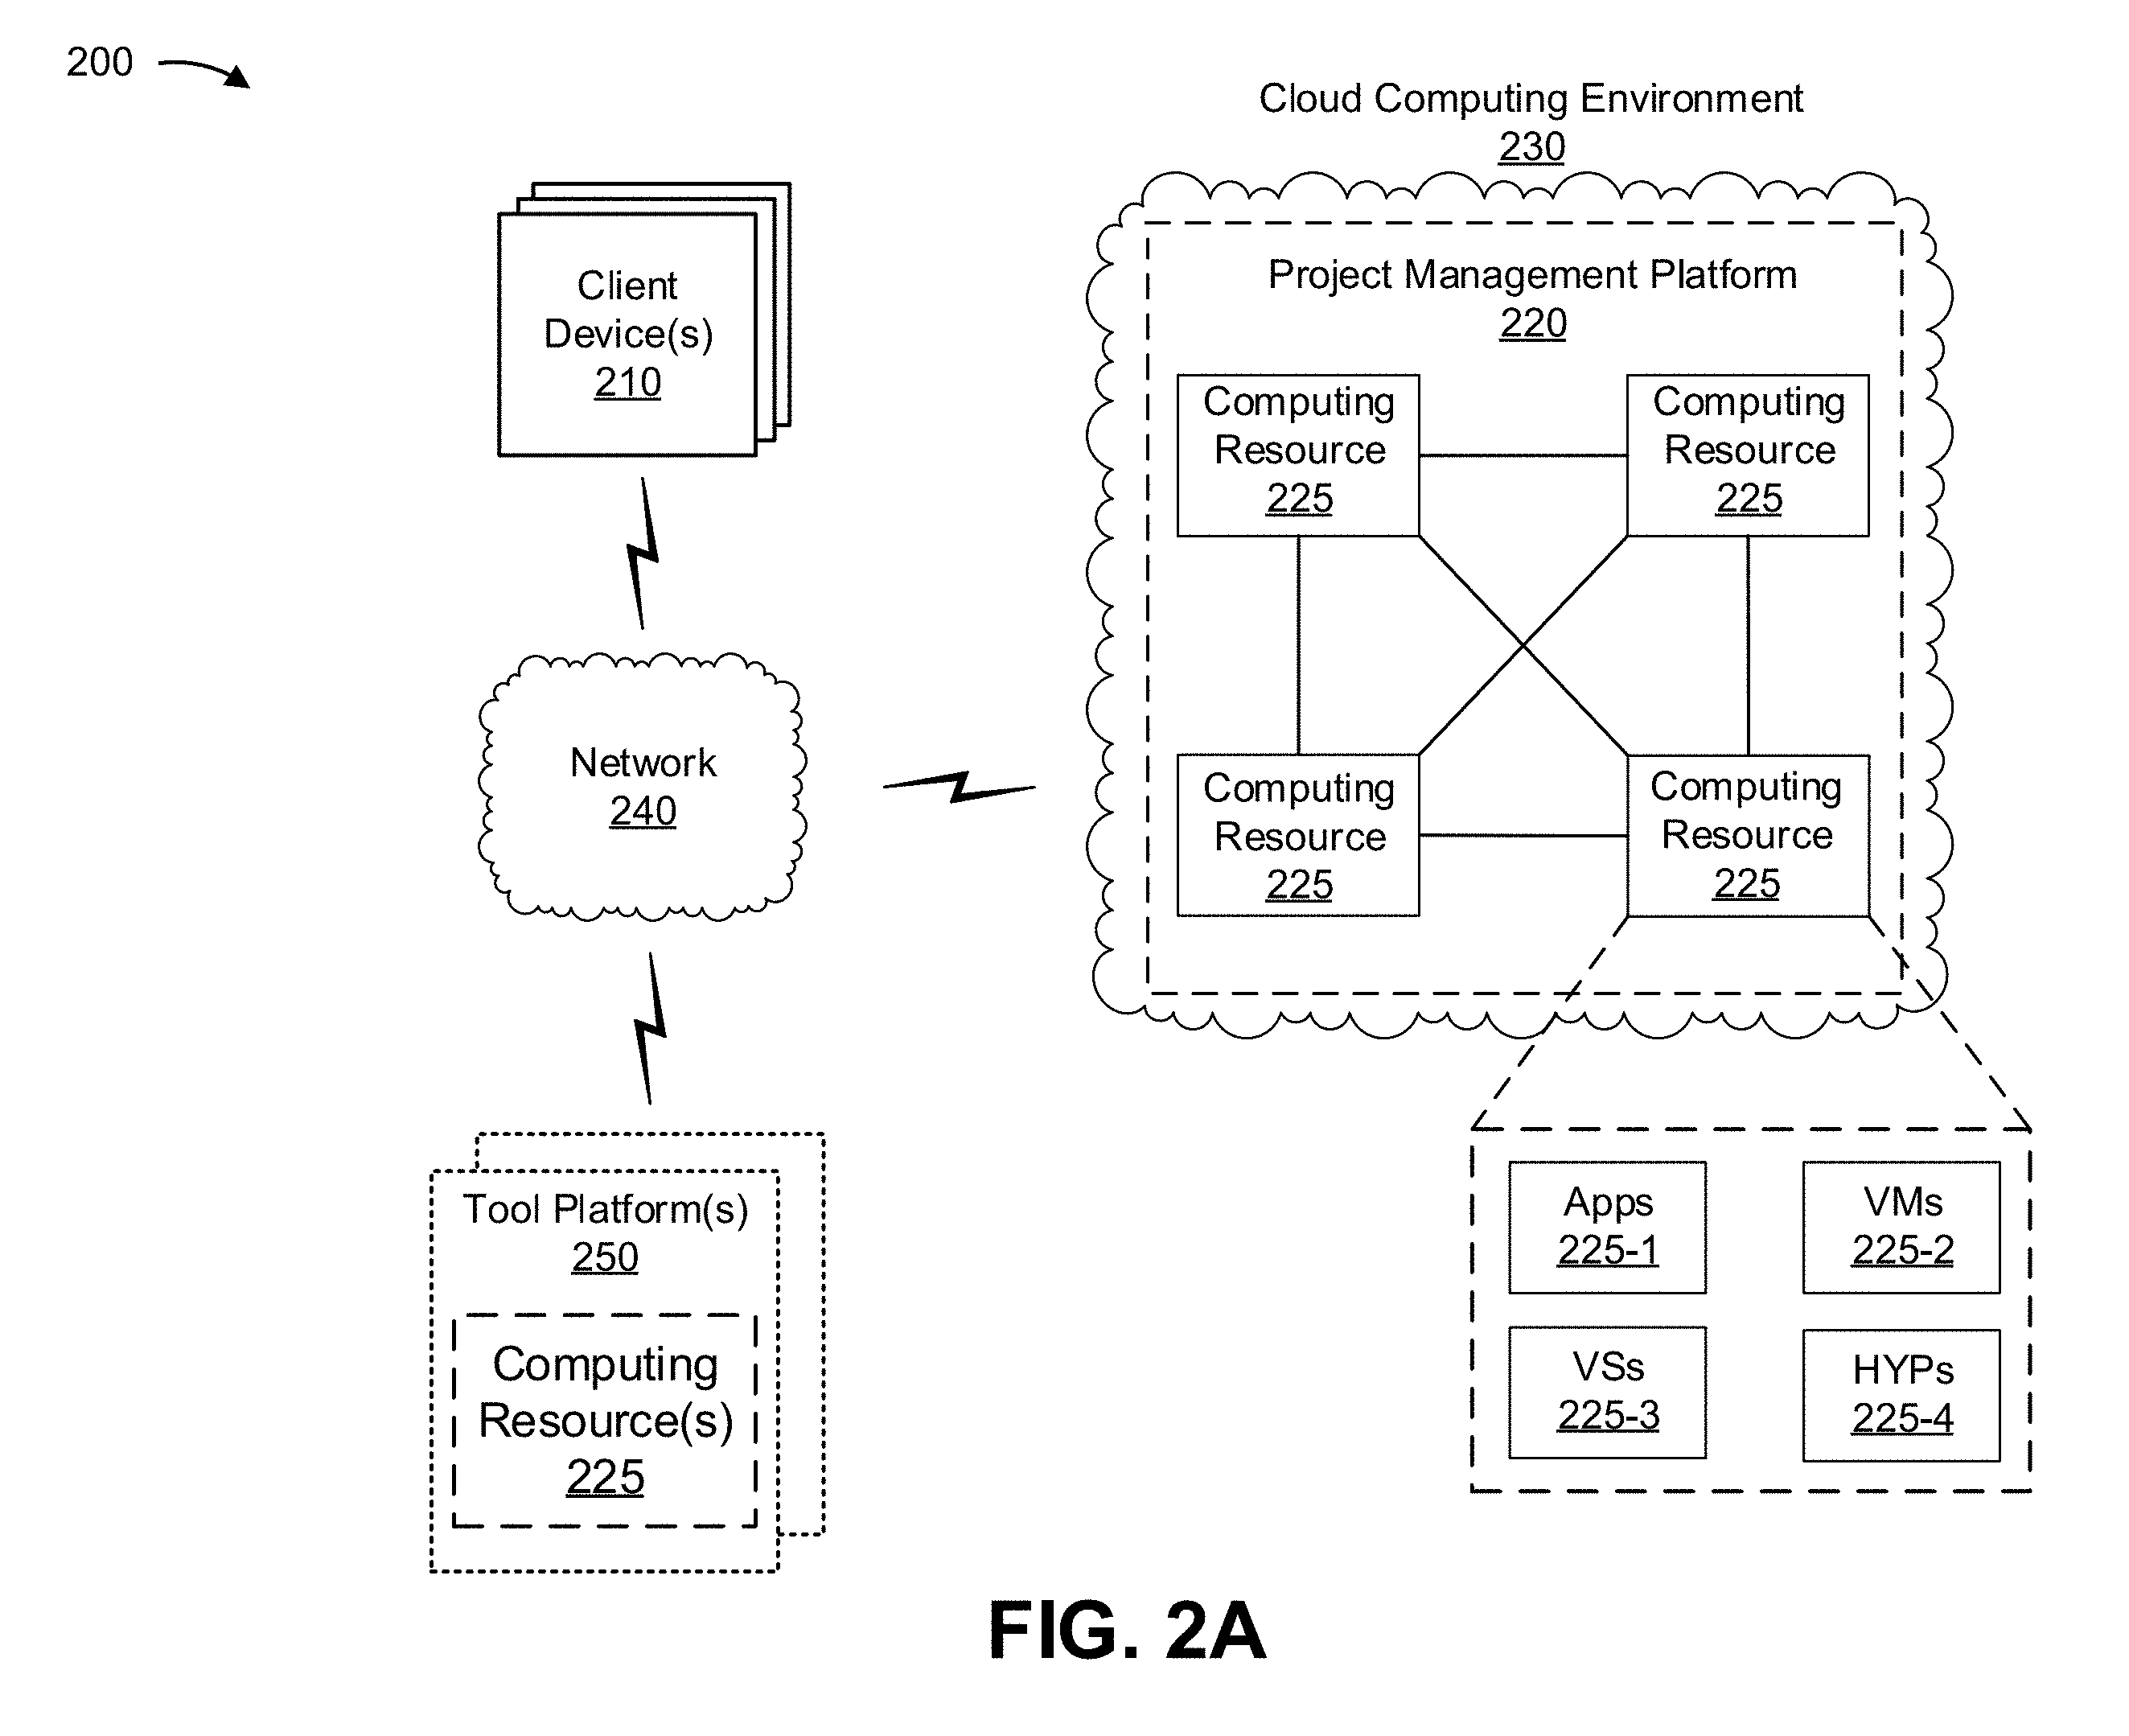 200
Cloud Computing Environment
230
Client
Device(s)
210
Project Management Platform
220
Computing
Resource
225
Computing
Resource
225
Network
240
Computing
Resource
225
Computing
Resource
225
Tool Platform(s)
250
Computing
Resource(s)
225
Apps
225-1
VMs
225-2
VSs
225-3
HYPs
225-4
FIG. 2A